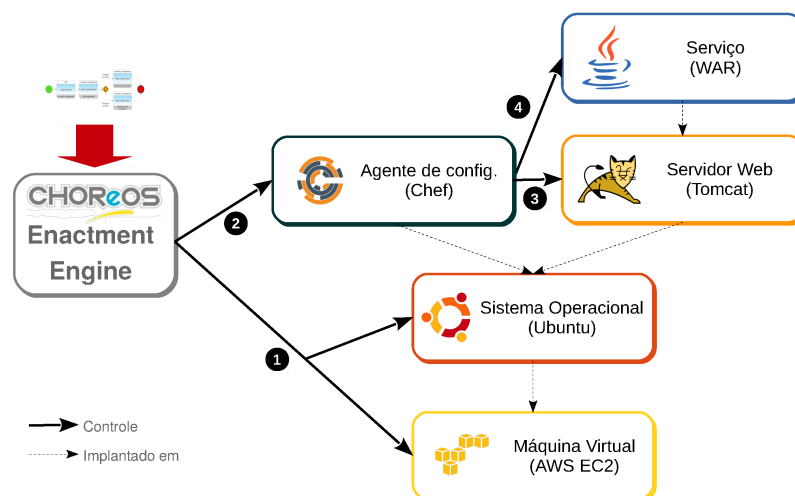 Serviço
(WAR)
4
Agente de config.
(Chef)
3
Servidor Web
(Tomcat)
CHOReOS
Enactment
Engine
2
Sistema Operacional
(Ubuntu)
1
Máquina Virtual
(AWS EC2)
Controle
Implantado em